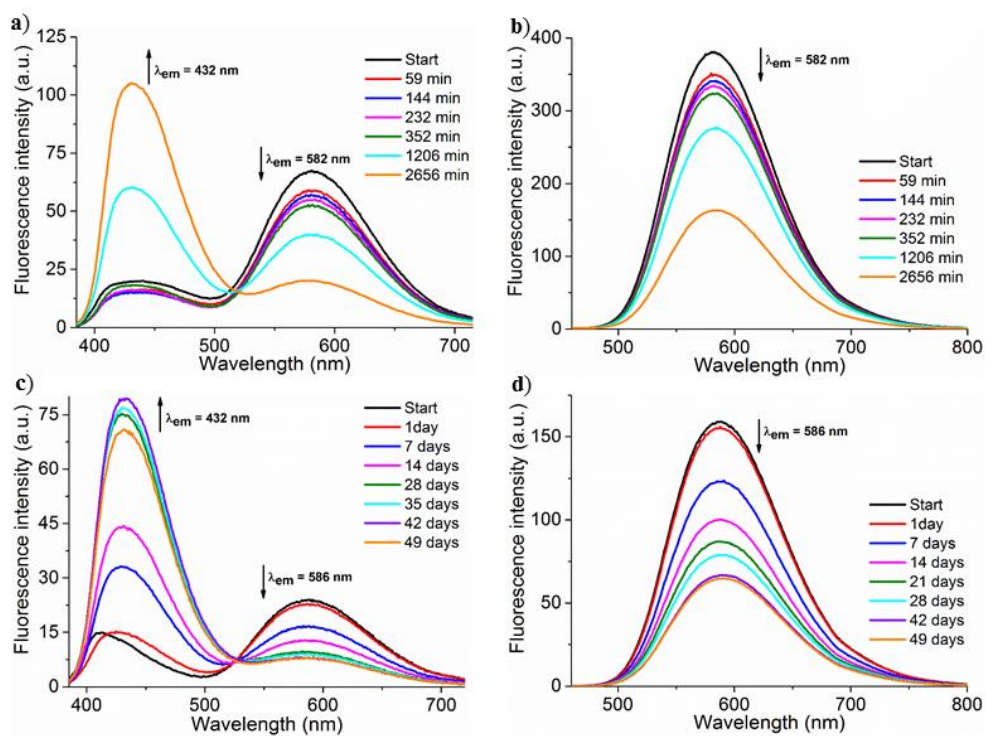 a)
Fluorescence intensity (a.u.)
125
100
75
50
25
0
λem = 432 nm
λem = 582 nm
Start
59 min
144 min
232 min
352 min
1206 min
2656 min
400
500
600
700
Wavelength (nm)
b)
Fluorescence intensity (a.u.)
400
300
200
100
0
λem = 582 nm
Start
59 min
144 min
232 min
352 min
1206 min
2656 min
500
600
700
800
Wavelength (nm)
c)
Fluorescence intensity (a.u.)
75
60
45
30
15
0
λem = 432 nm
λem = 586 nm
Start
1day
7 days
14 days
28 days
35 days
42 days
49 days
400
500
600
700
Wavelength (nm)
d)
Fluorescence intensity (a.u.)
150
100
50
0
λem = 586 nm
Start
1day
7 days
14 days
21 days
28 days
42 days
49 days
500
600
700
800
Wavelength (nm)